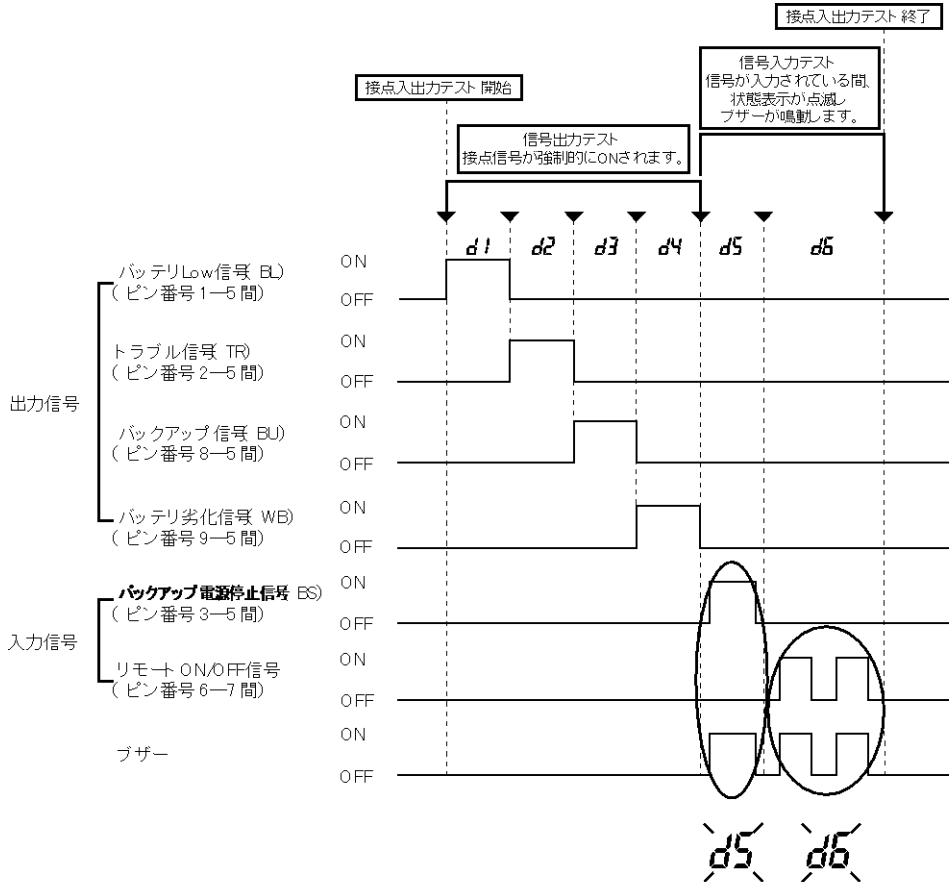 接点入出力テスト 終了
信号入力テスト
信号が入力されている間、
状態表示が点滅し
ブザーが鳴動します。
接点入出力テスト 開始
信号出力テスト
接点信号が強制的にONされます。
d1 d2 d3 d4 d5 d6
出力信号
バッテリLow信号( BL)
( ピン番号1―5間)
ON
OFF
トラブル信号( TR)
( ピン番号2―5間)
ON
OFF
バックアップ信号( BU)
( ピン番号8―5間)
ON
OFF
バッテリ劣化信号( WB)
( ピン番号9―5間)
ON
OFF
入力信号
バックアップ電源停止信号( BS)
( ピン番号3―5間)
ON
OFF
リモートON/OFF信号
( ピン番号6―7間)
ON
OFF
ブザー
ON
OFF
d5 d6